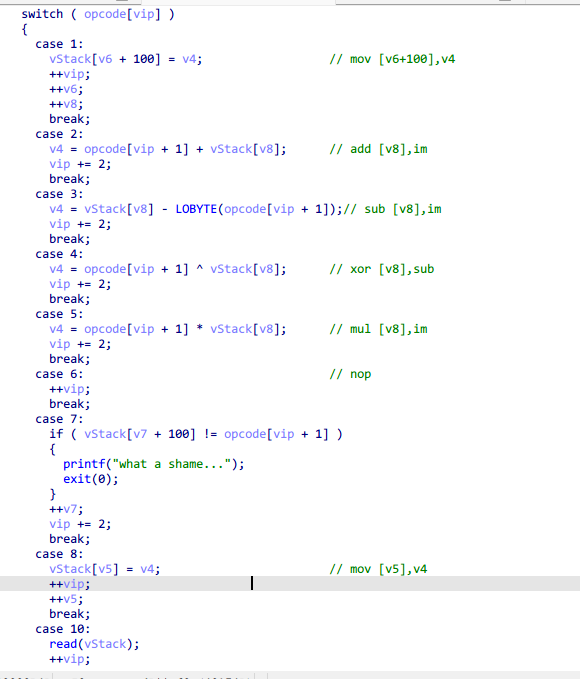 switch ( opcode[vip] )
{
case 1:
vStack[v6 + 100] = v4; // mov [v6+100],v4
++vip;
++v6;
++v8;
break;
case 2:
v4 = opcode[vip + 1] + vStack[v8]; // add [v8],im
vip += 2;
break;
case 3:
v4 = vStack[v8] - LOBYTE(opcode[vip + 1]);// sub [v8],im
vip += 2;
break;
case 4:
v4 = opcode[vip + 1] ^ vStack[v8]; // xor [v8],sub
vip += 2;
break;
case 5:
v4 = opcode[vip + 1] * vStack[v8]; // mul [v8],im
vip += 2;
break;
case 6: // nop
++vip;
break;
case 7:
if ( vStack[v7 + 100] != opcode[vip + 1] )
{
printf("what a shame...");
exit(0);
}
++v7;
vip += 2;
break;
case 8:
vStack[v5] = v4; // mov [v5],v4
++vip;
++v5;
break;
case 10:
read(vStack);
++vip;